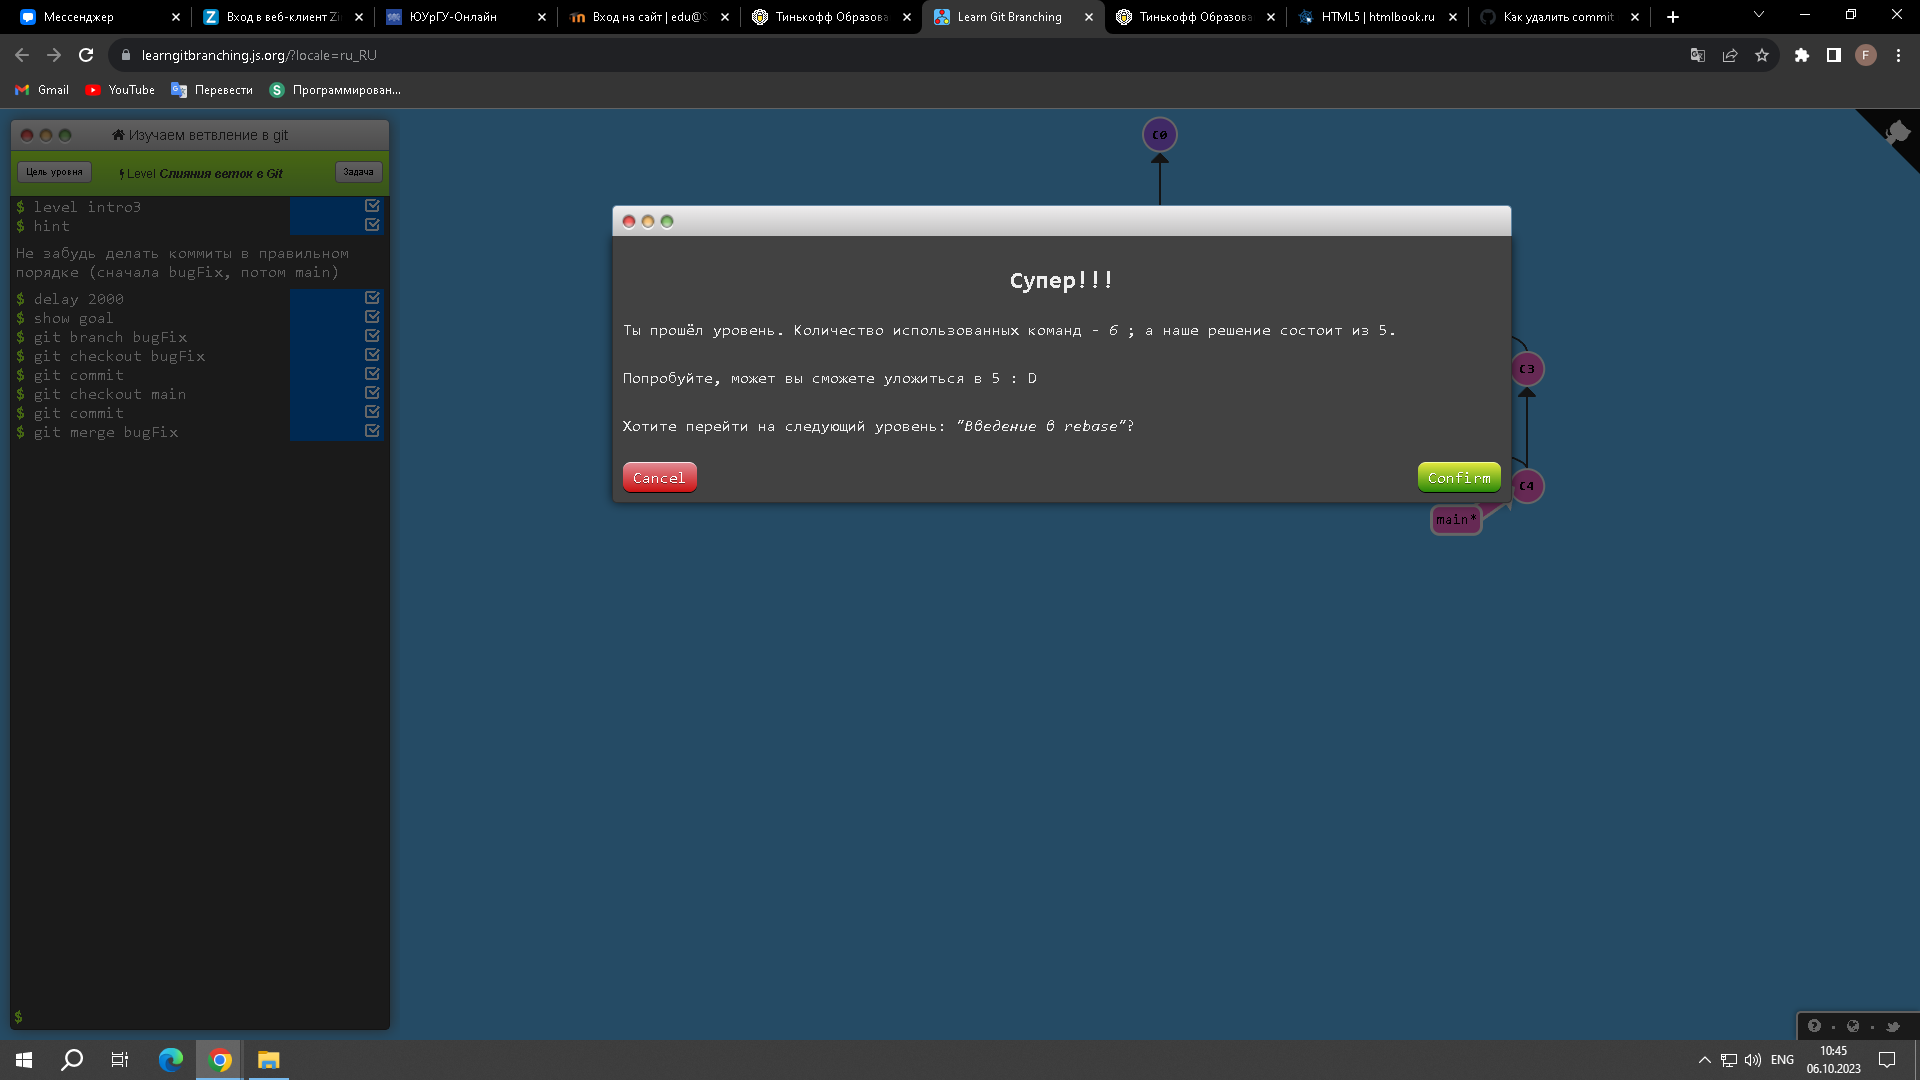 Мессенджер
Вход в веб-клиент Zi
ЮУрГУ-Онлайн
Вход на сайт | edu@S
Тинькофф Образова
Learn Git Branching
Тинькофф Образова
HTML5 | htmlbook.ru
Как удалить commit
learngitbranching.js.org/?locale=ru_RU
F
Gmail
YouTube
Перевести
Программирован...
Изучаем ветвление в git
Цель уровня
Level Слияния веток в Git
Задача
$ level intro3
$ hint
Не забудь делать коммиты в правильном
порядке (сначала bugFix, потом main)
$ delay 2000
$ show goal
$ git branch bugFix
$ git checkout bugFix
$ git commit
$ git checkout main
$ git commit
$ git merge bugFix
$
C0
Супер!!!
Ты прошёл уровень. Количество использованных команд - 6 ; а наше решение состоит из 5.
Попробуйте, может вы сможете уложиться в 5 : D
Хотите перейти на следующий уровень: "Введение в rebase"?
Cancel
Confirm
C3
C4
main*
ENG
10:45
06.10.2023